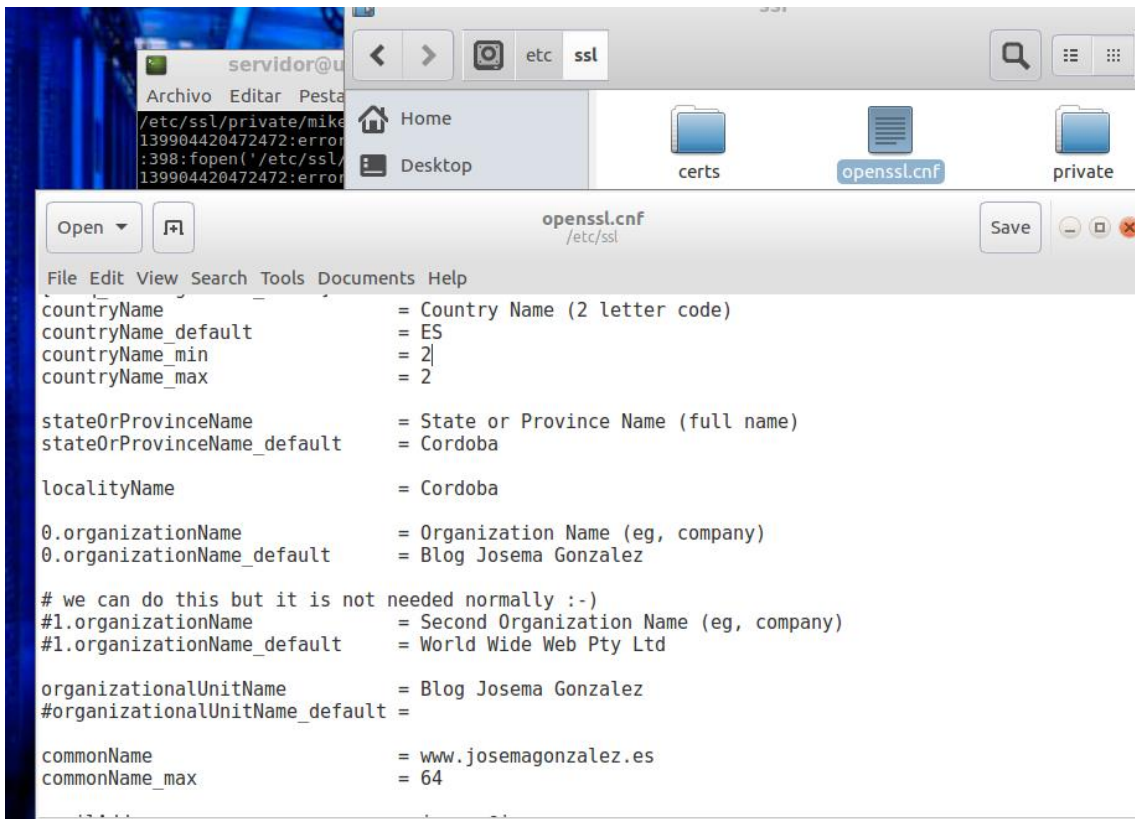 servidor@u
Archivo Editar Pesta
/etc/ssl/private/mike
139904420472472:error
:398:fopen('/etc/ssl/
139904420472472:error
etc ssl
Home
Desktop
certs
openssl.cnf
private
Open
openssl.cnf
/etc/ssl
Save
File Edit View Search Tools Documents Help
countryName = Country Name (2 letter code)
countryName_default = ES
countryName_min = 2
countryName_max = 2
stateOrProvinceName = State or Province Name (full name)
stateOrProvinceName_default = Cordoba
localityName = Cordoba
0.organizationName = Organization Name (eg, company)
0.organizationName_default = Blog Josema Gonzalez
# we can do this but it is not needed normally :-)
#1.organizationName = Second Organization Name (eg, company)
#1.organizationName_default = World Wide Web Pty Ltd
organizationalUnitName = Blog Josema Gonzalez
#organizationalUnitName_default =
commonName = www.josemagonzalez.es
commonName_max = 64